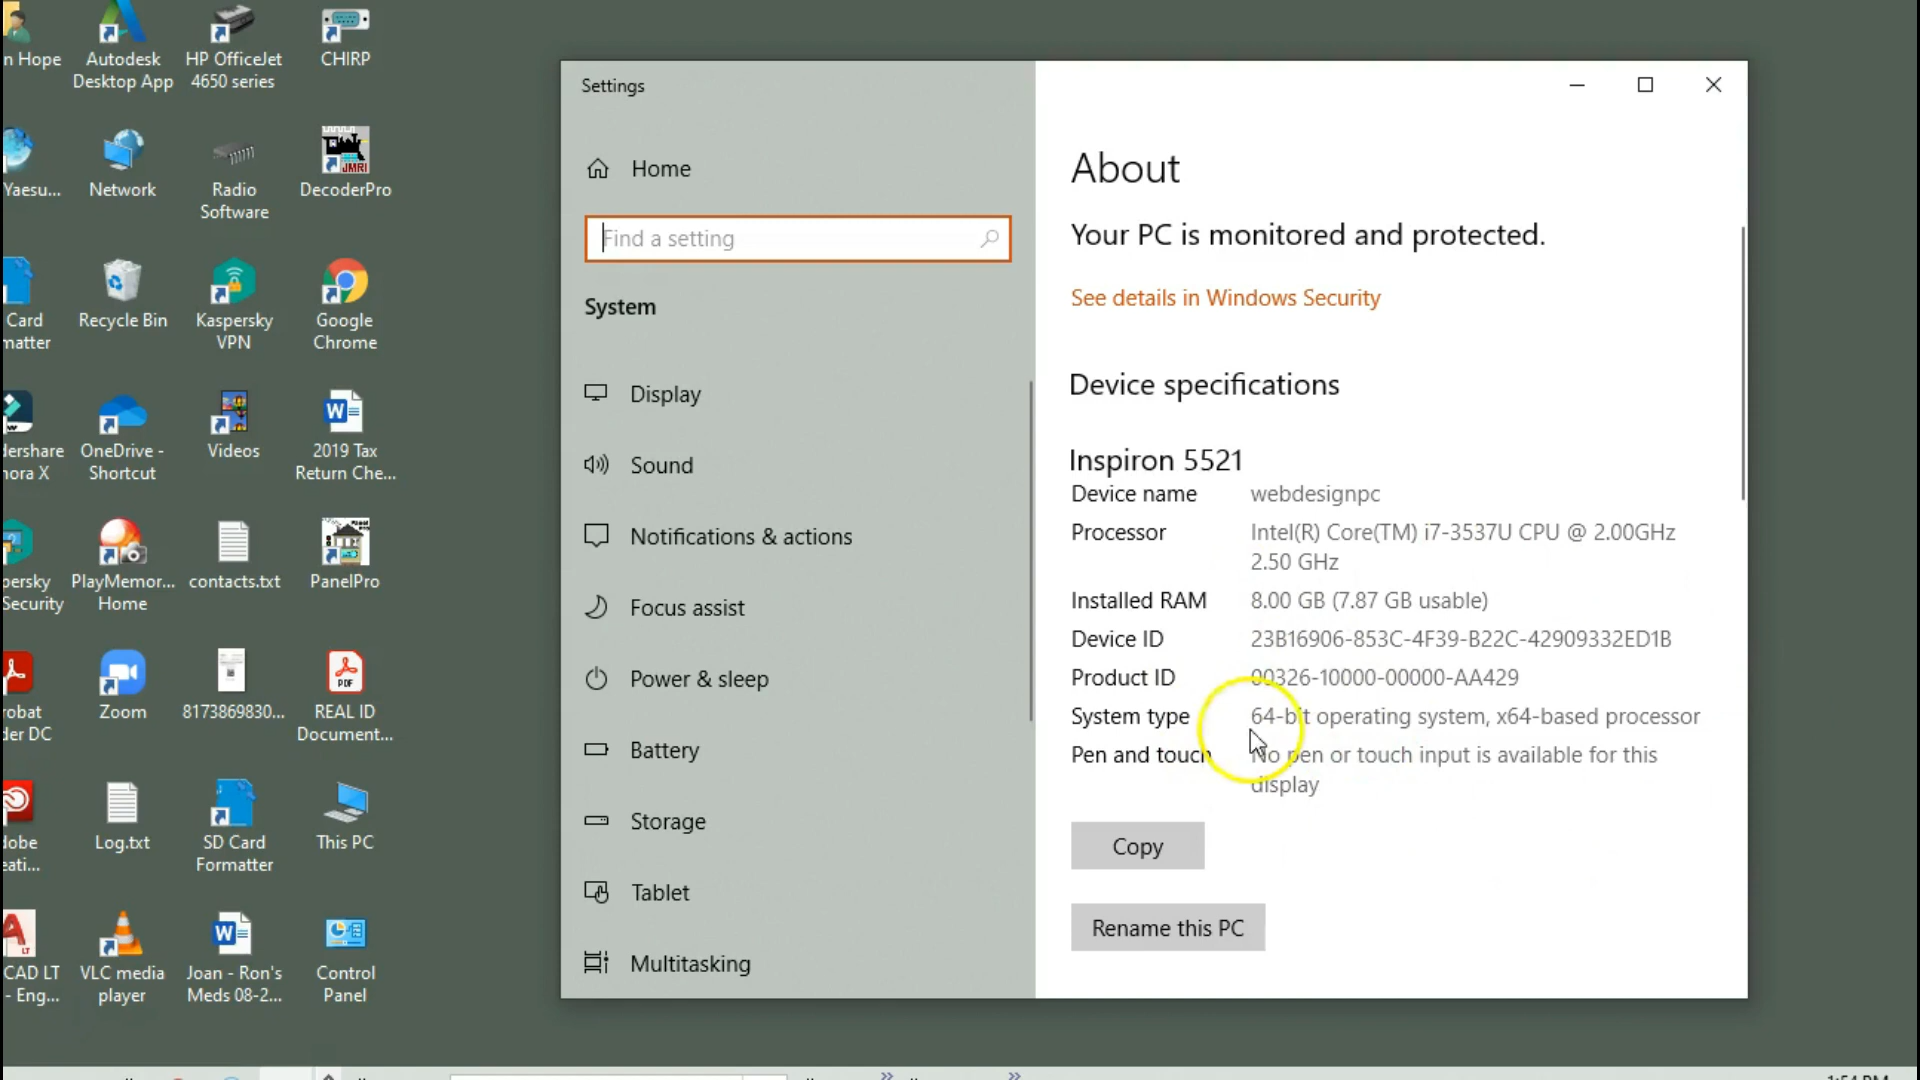 n Hope
Autodesk
Desktop App
HP OfficeJet
4650 series
CHIRP
Yaesu...
Network
Radio
Software
JMRI
DecoderPro
Card
matter
Recycle Bin
Kaspersky
VPN
Google
Chrome
dershare
nora X
OneDrive -
Shortcut
Videos
2019 Tax
Return Che...
persky
Security
PlayMemor...
Home
contacts.txt
PanelPro
robat
der DC
Zoom
8173869830...
PDF
REAL ID
Document...
dobe
eati...
Log.txt
SD Card
Formatter
This PC
CAD LT
- Eng...
VLC media
player
Joan - Ron's
Meds 08-2...
Control
Panel
Settings
Home
Find a setting
System
Display
Sound
Notifications & actions
Focus assist
Power & sleep
Battery
Storage
Tablet
Multitasking
About
Your PC is monitored and protected.
See details in Windows Security
Device specifications
Inspiron 5521
Device name webdesignpc
Processor Intel(R) Core(TM) i7-3537U CPU @ 2.00GHz
2.50 GHz
Installed RAM 8.00 GB (7.87 GB usable)
Device ID 23B16906-853C-4F39-B22C-42909332ED1B
Product ID 00326-10000-00000-AA429
System type 64-bit operating system, x64-based processor
Pen and touch No pen or touch input is available for this
display
Copy
Rename this PC
1:54 PM